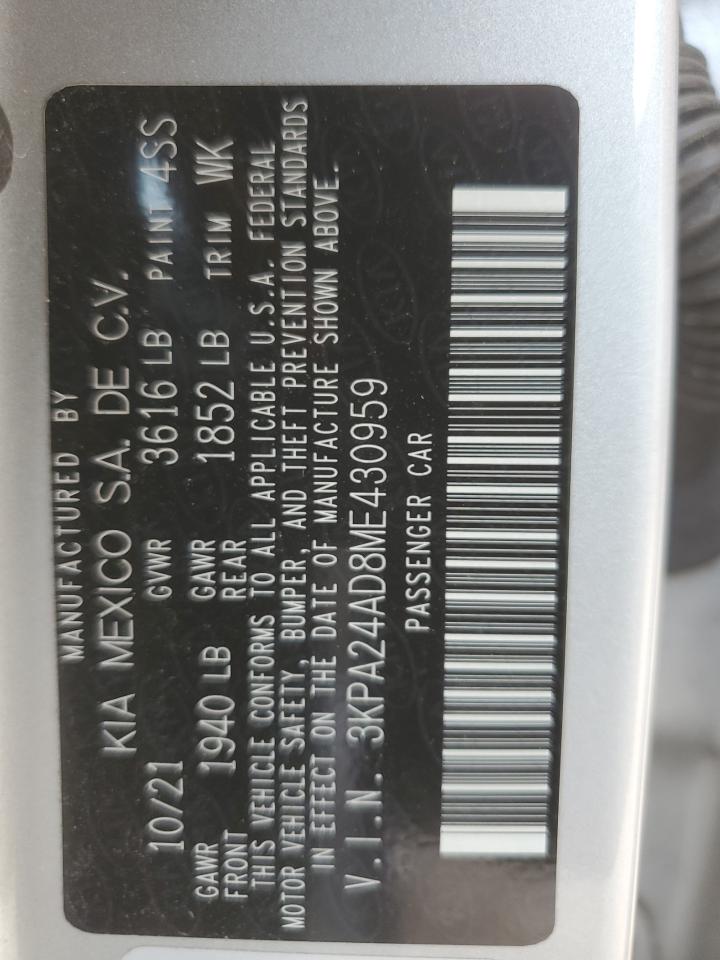 MANUFACTURED BY
KIA MEXICO S.A. DE C.V.
10/21 GVWR 3616 LB PAINT 4SS
GAWR FRONT 1940 LB GAWR REAR 1852 LB TRIM WK
THIS VEHICLE CONFORMS TO ALL APPLICABLE U.S.A. FEDERAL
MOTOR VEHICLE SAFETY, BUMPER, AND THEFT PREVENTION STANDARDS
IN EFFECT ON THE DATE OF MANUFACTURE SHOWN ABOVE.
V.I.N. 3KPA24AD8ME430959
PASSENGER CAR